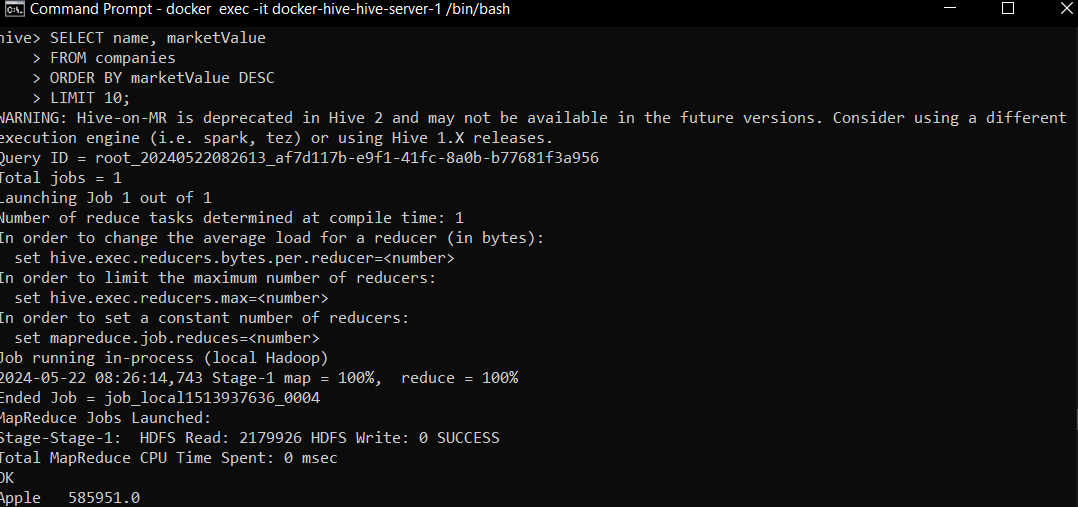 Command Prompt - docker exec -it docker-hive-hive-server-1 /bin/bash
hive> SELECT name, marketValue
> FROM companies
> ORDER BY marketValue DESC
> LIMIT 10;
WARNING: Hive-on-MR is deprecated in Hive 2 and may not be available in the future versions. Consider using a different
execution engine (i.e. spark, tez) or using Hive 1.X releases.
Query ID = root_20240522082613_af7d117b-e9f1-41fc-8a0b-b77681f3a956
Total jobs = 1
Launching Job 1 out of 1
Number of reduce tasks determined at compile time: 1
In order to change the average load for a reducer (in bytes):
  set hive.exec.reducers.bytes.per.reducer=<number>
In order to limit the maximum number of reducers:
  set hive.exec.reducers.max=<number>
In order to set a constant number of reducers:
  set mapreduce.job.reduces=<number>
Job running in-process (local Hadoop)
2024-05-22 08:26:14,743 Stage-1 map = 100%,  reduce = 100%
Ended Job = job_local1513937636_0004
MapReduce Jobs Launched:
Stage-Stage-1:  HDFS Read: 2179926 HDFS Write: 0 SUCCESS
Total MapReduce CPU Time Spent: 0 msec
OK
Apple   585951.0